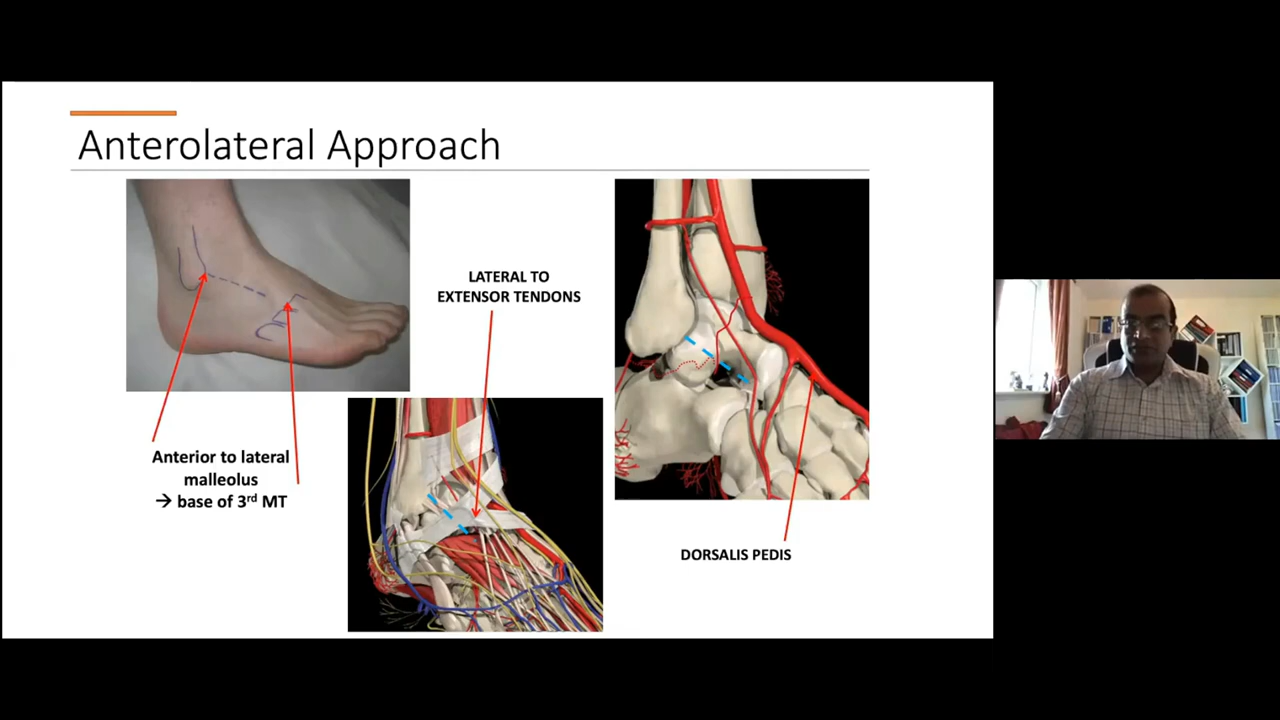 Anterolateral Approach
LATERAL TO
EXTENSOR TENDONS
Anterior to lateral
malleolus
→ base of 3rd MT
DORSALIS PEDIS